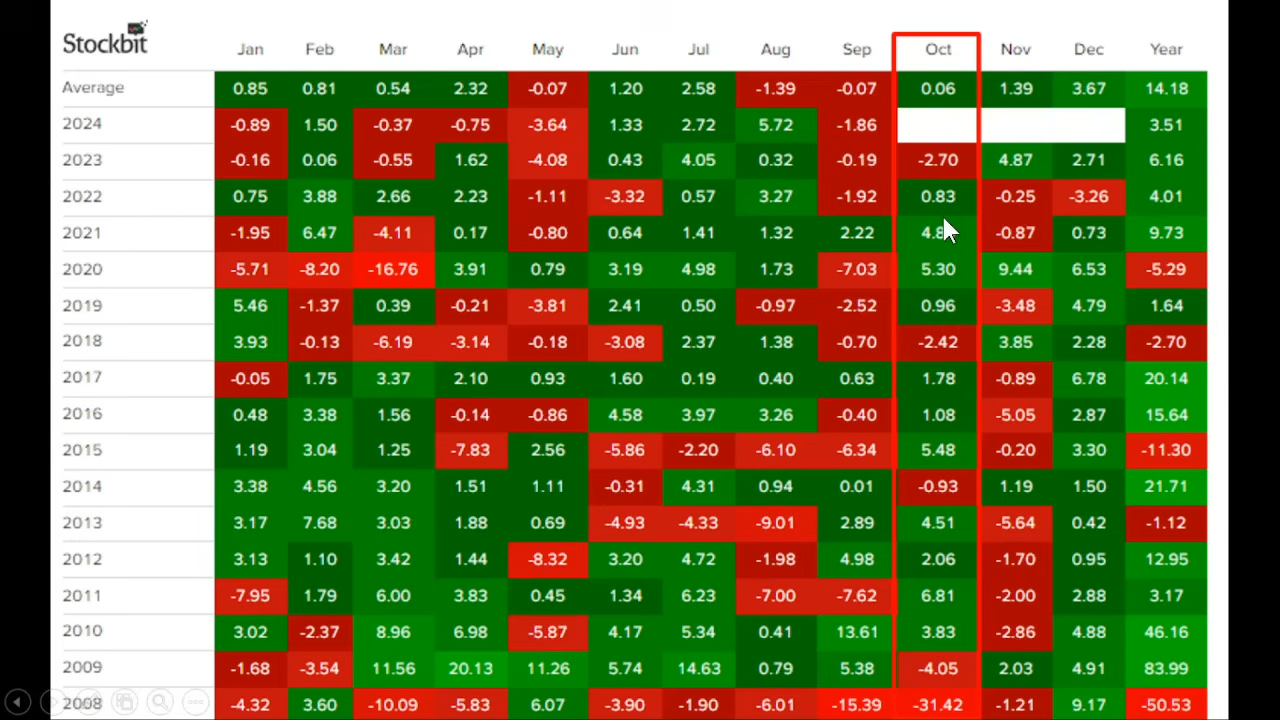 Stockbit
Jan Feb Mar Apr May Jun Jul Aug Sep Oct Nov Dec Year
Average 0.85 0.81 0.54 2.32 -0.07 1.20 2.58 -1.39 -0.07 0.06 1.39 3.67 14.18
2024 -0.89 1.50 -0.37 -0.75 -3.64 1.33 2.72 5.72 -1.86 3.51
2023 -0.16 0.06 -0.55 1.62 -4.08 0.43 4.05 0.32 -0.19 -2.70 4.87 2.71 6.16
2022 0.75 3.88 2.66 2.23 -1.11 -3.32 0.57 3.27 -1.92 0.83 -0.25 -3.26 4.01
2021 -1.95 6.47 -4.11 0.17 -0.80 0.64 1.41 1.32 2.22 -0.87 0.73 9.73
2020 -5.71 -8.20 -16.76 3.91 0.79 3.19 4.98 1.73 -7.03 5.30 9.44 6.53 -5.29
2019 5.46 -1.37 0.39 -0.21 -3.81 2.41 0.50 -0.97 -2.52 0.96 -3.48 4.79 1.64
2018 3.93 -0.13 -6.19 -3.14 -0.18 -3.08 2.37 1.38 -0.70 -2.42 3.85 2.28 -2.70
2017 -0.05 1.75 3.37 2.10 0.93 1.60 0.19 0.40 0.63 1.78 -0.89 6.78 20.14
2016 0.48 3.38 1.56 -0.14 -0.86 4.58 3.97 3.26 -0.40 1.08 -5.05 2.87 15.64
2015 1.19 3.04 1.25 -7.83 2.56 -5.86 -2.20 -6.10 -6.34 5.48 -0.20 3.30 -11.30
2014 3.38 4.56 3.20 1.51 1.11 -0.31 4.31 0.94 0.01 -0.93 1.19 1.50 21.71
2013 3.17 7.68 3.03 1.88 0.69 -4.93 -4.33 -9.01 2.89 4.51 -5.64 0.42 -1.12
2012 3.13 1.10 3.42 1.44 -8.32 3.20 4.72 -1.98 4.98 2.06 -1.70 0.95 12.95
2011 -7.95 1.79 6.00 3.83 0.45 1.34 6.23 -7.00 -7.62 6.81 -2.00 2.88 3.17
2010 3.02 -2.37 8.96 6.98 -5.87 4.17 5.34 0.41 13.61 3.83 -2.86 4.88 46.16
2009 -1.68 -3.54 11.56 20.13 11.26 5.74 14.63 0.79 5.38 -4.05 2.03 4.91 83.99
2008 -4.32 3.60 -10.09 -5.83 6.07 -3.90 -1.90 -6.01 -15.39 -31.42 -1.21 9.17 -50.53